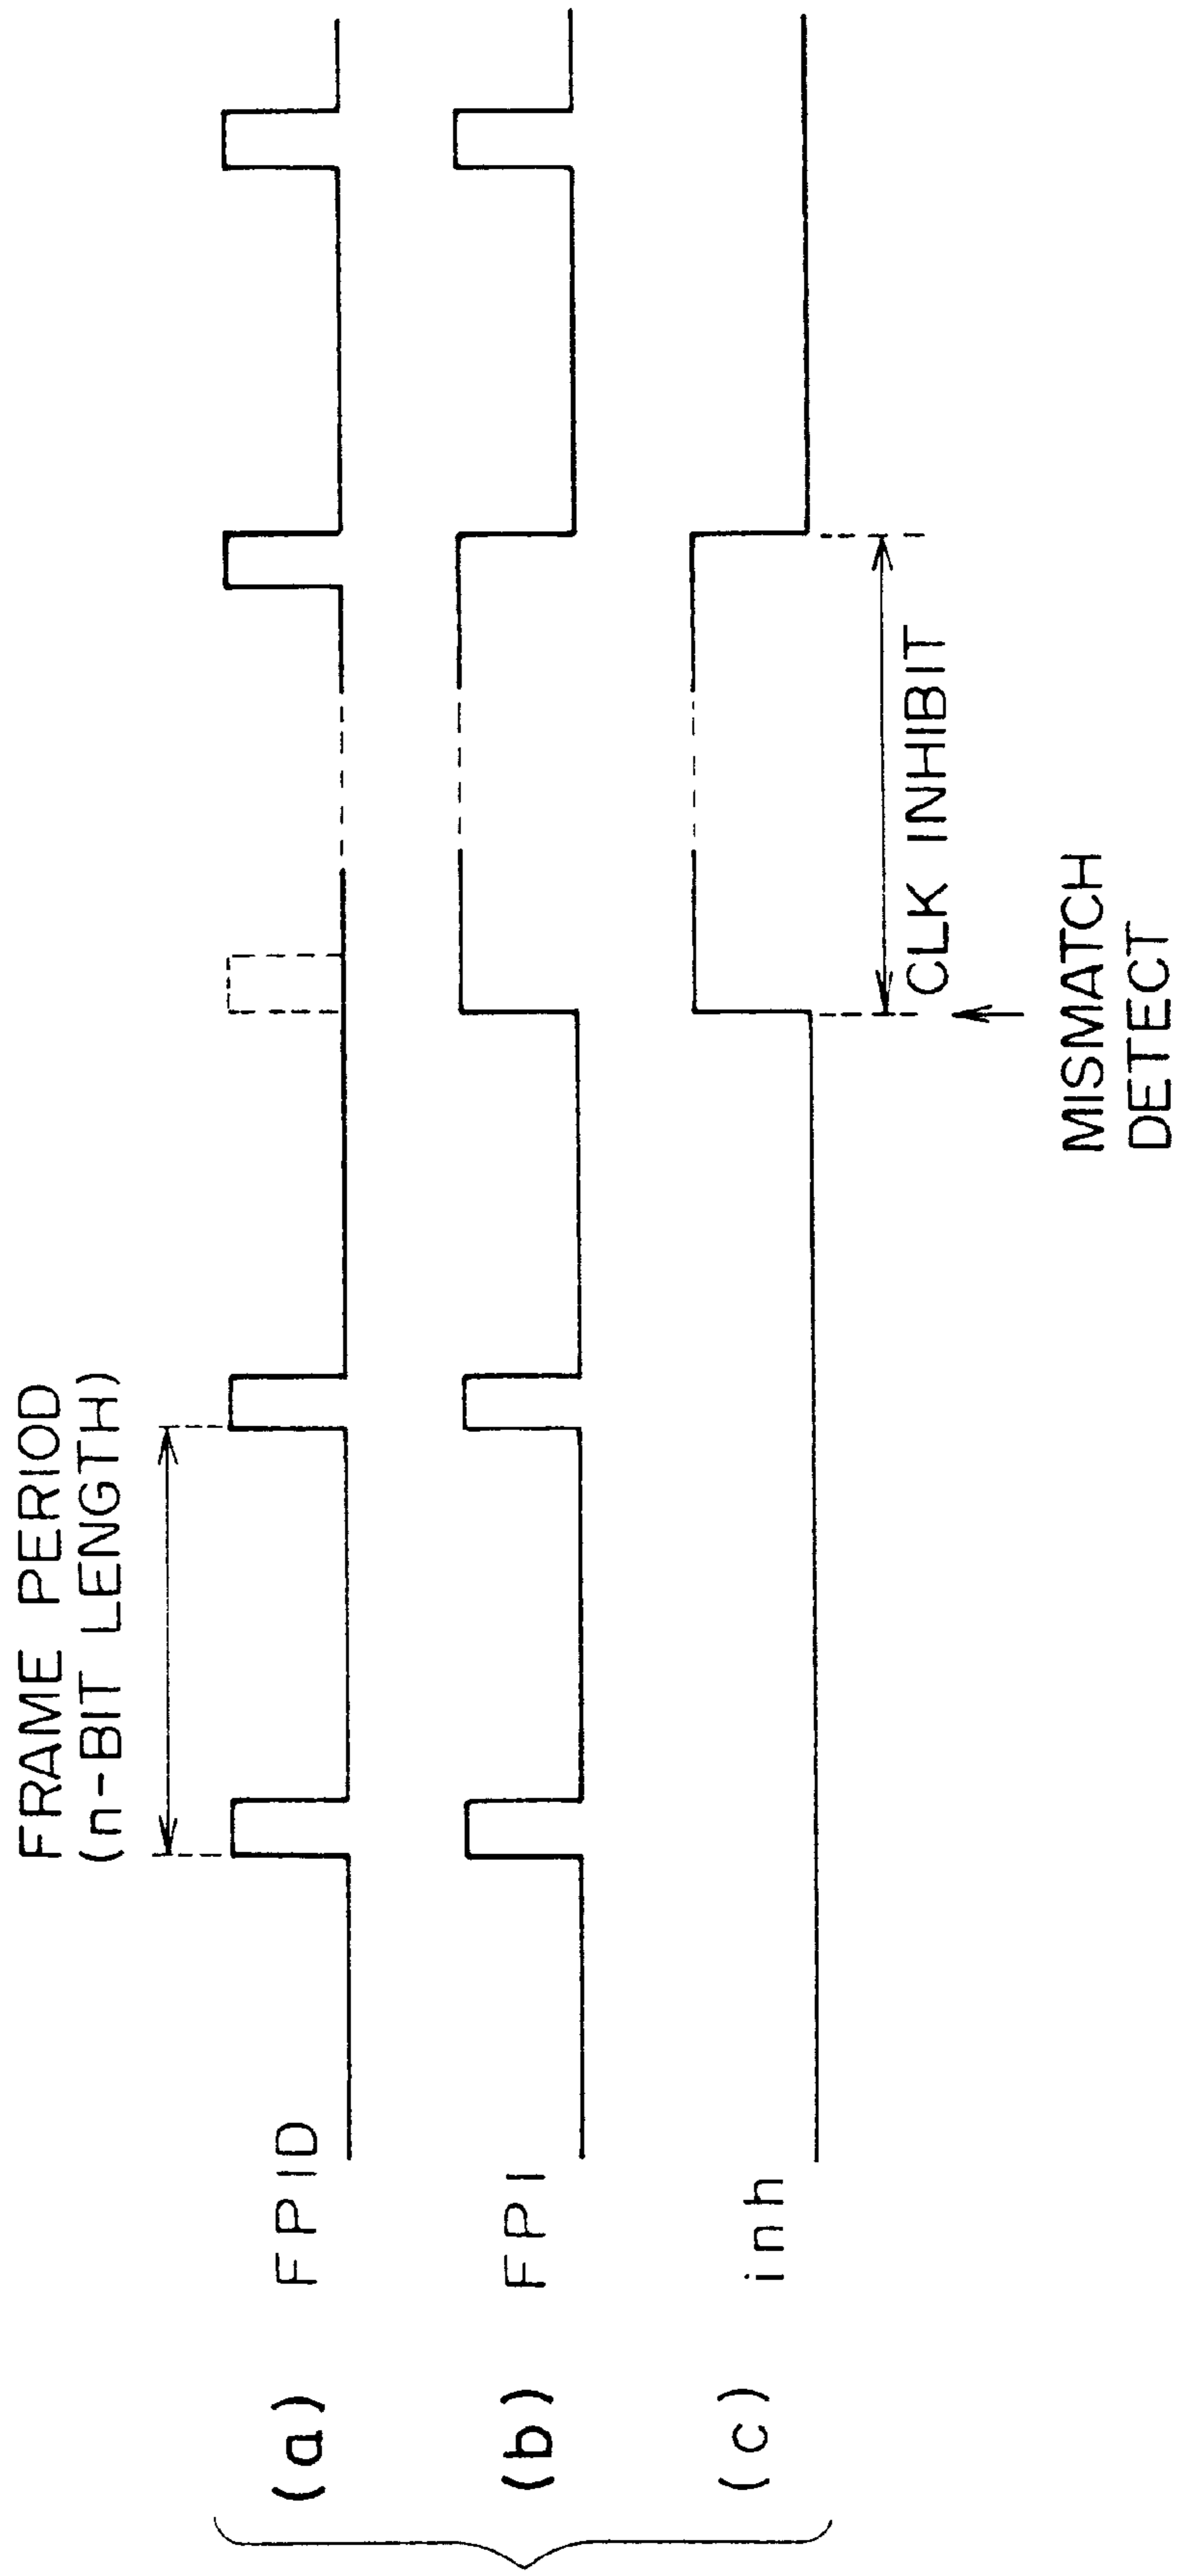 FRAME PERIOD
(n-BIT LENGTH)
(a) FPID
(b) FPI
(c) inh
CLK INHIBIT
MISMATCH
DETECT